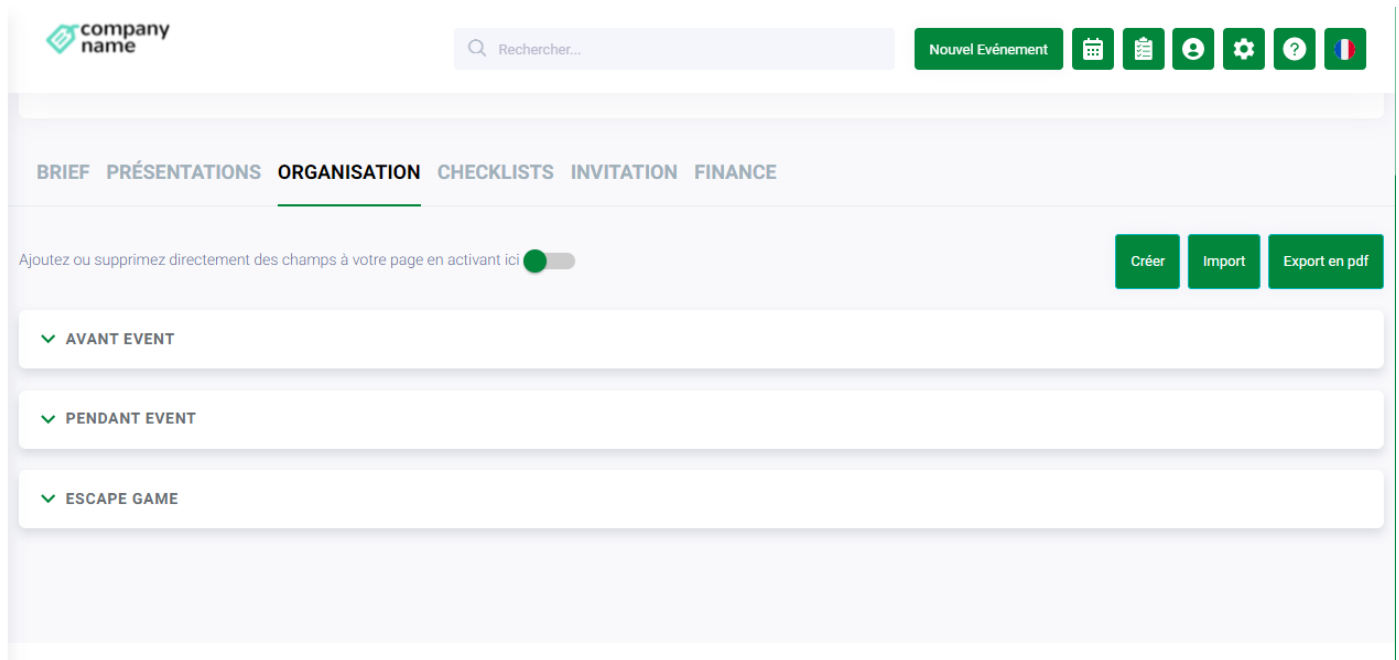 company
name
Rechercher...
Nouvel Evénement
BRIEF PRÉSENTATIONS ORGANISATION CHECKLISTS INVITATION FINANCE
Ajoutez ou supprimez directement des champs à votre page en activant ici
Créer
Import
Export en pdf
AVANT EVENT
PENDANT EVENT
ESCAPE GAME